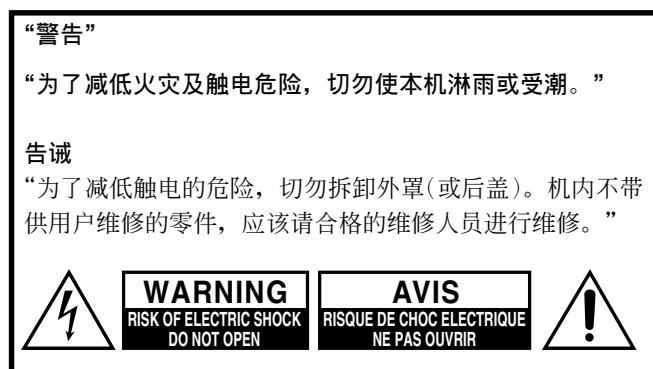 “警告”
“为了减低火灾及触电危险，切勿使本机淋雨或受潮。”
告诫
“为了减低触电的危险，切勿拆卸外罩(或后盖)。机内不带
供用户维修的零件，应该请合格的维修人员进行维修。”
WARNING
RISK OF ELECTRIC SHOCK
DO NOT OPEN
AVIS
RISQUE DE CHOC ELECTRIQUE
NE PAS OUVRIR